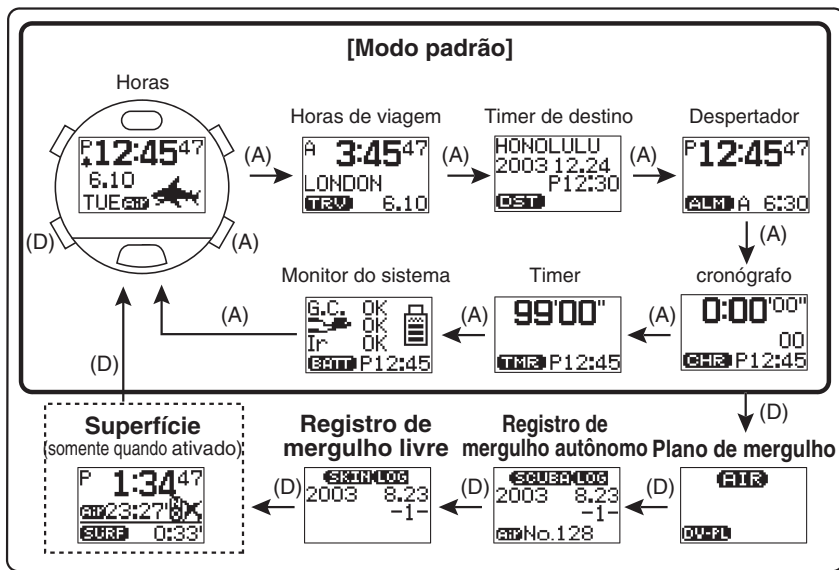 [Modo padrão]
Horas
P 12:45 47
6.10
TUE AIR
(D)
(A)
(A)
Horas de viagem
A 3:45 47
LONDON
TRV 6.10
(A)
Timer de destino
HONOLULU
2003 12.24
P12:30
DST
(A)
Despertador
P 12:45 47
ALM A 6:30
(A)
cronógrafo
0:00'00"
00
CHR P12:45
(A)
Timer
99'00"
TMR P12:45
(A)
Monitor do sistema
G.C. OK
OK
Ir OK
BATT P12:45
(A)
(D)
(D)
Plano de mergulho
AIR
DV-PL
(D)
Registro de
mergulho autônomo
SCUBA LOG
2003 8.23
-1-
AIR No.128
(D)
Registro de
mergulho livre
SKIN LOG
2003 8.23
-1-
(D)
Superfície
(somente quando ativado)
P 1:34 47
AIR 23:27'
SURF 0:33'